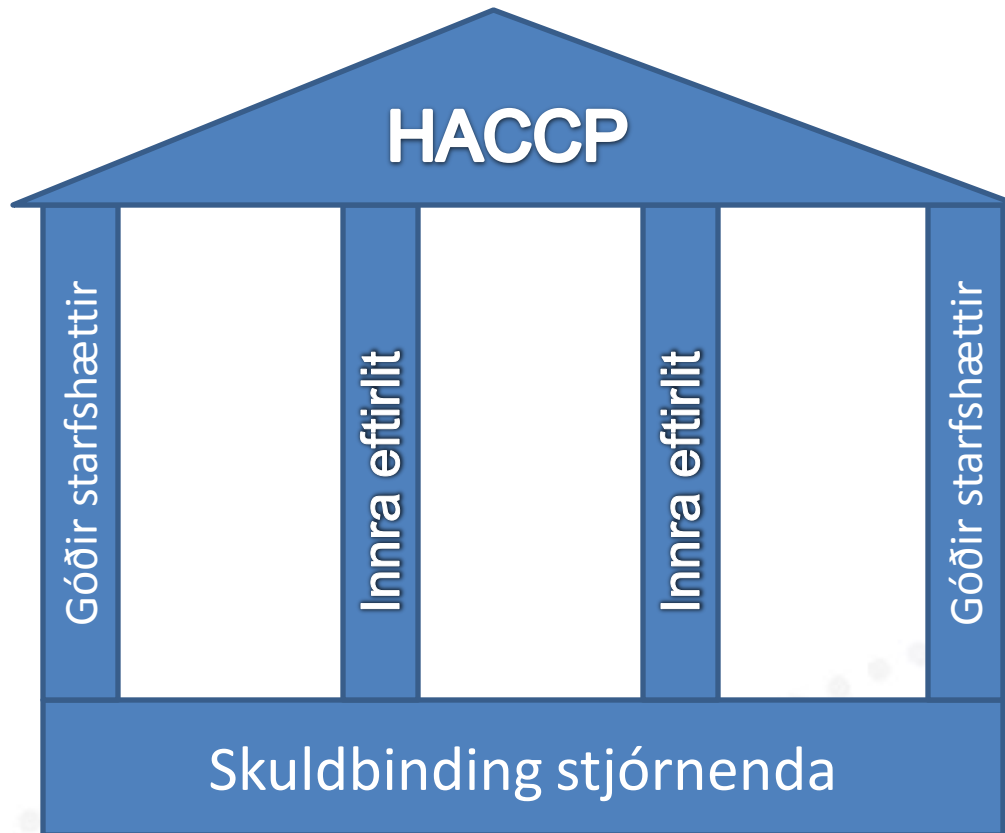 HACCP
Góðir starfshættir
Innra eftirlit
Innra eftirlit
Góðir starfshættir
Skuldbinding stjórnenda